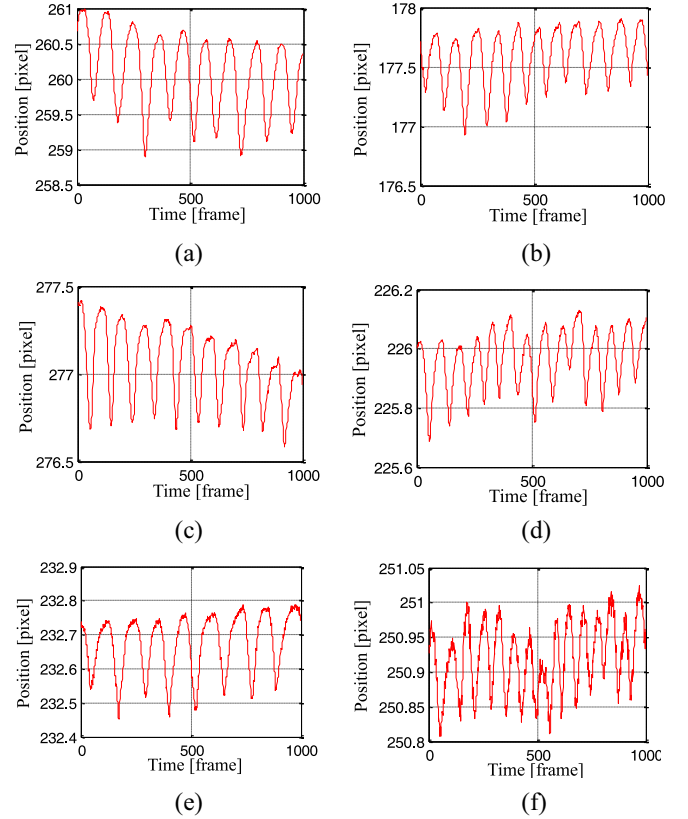 261
260.5
260
259.5
259
258.5
Position [pixel]
0
500
1000
Time [frame]
(a)
178
177.5
177
176.5
Position [pixel]
0
500
1000
Time [frame]
(b)
277.5
277
276.5
Position [pixel]
0
500
1000
Time [frame]
(c)
226.2
226
225.8
225.6
Position [pixel]
0
500
1000
Time [frame]
(d)
232.9
232.8
232.7
232.6
232.5
232.4
Position [pixel]
0
500
1000
Time [frame]
(e)
251.05
251
250.95
250.9
250.85
250.8
Position [pixel]
0
500
1000
Time [frame]
(f)